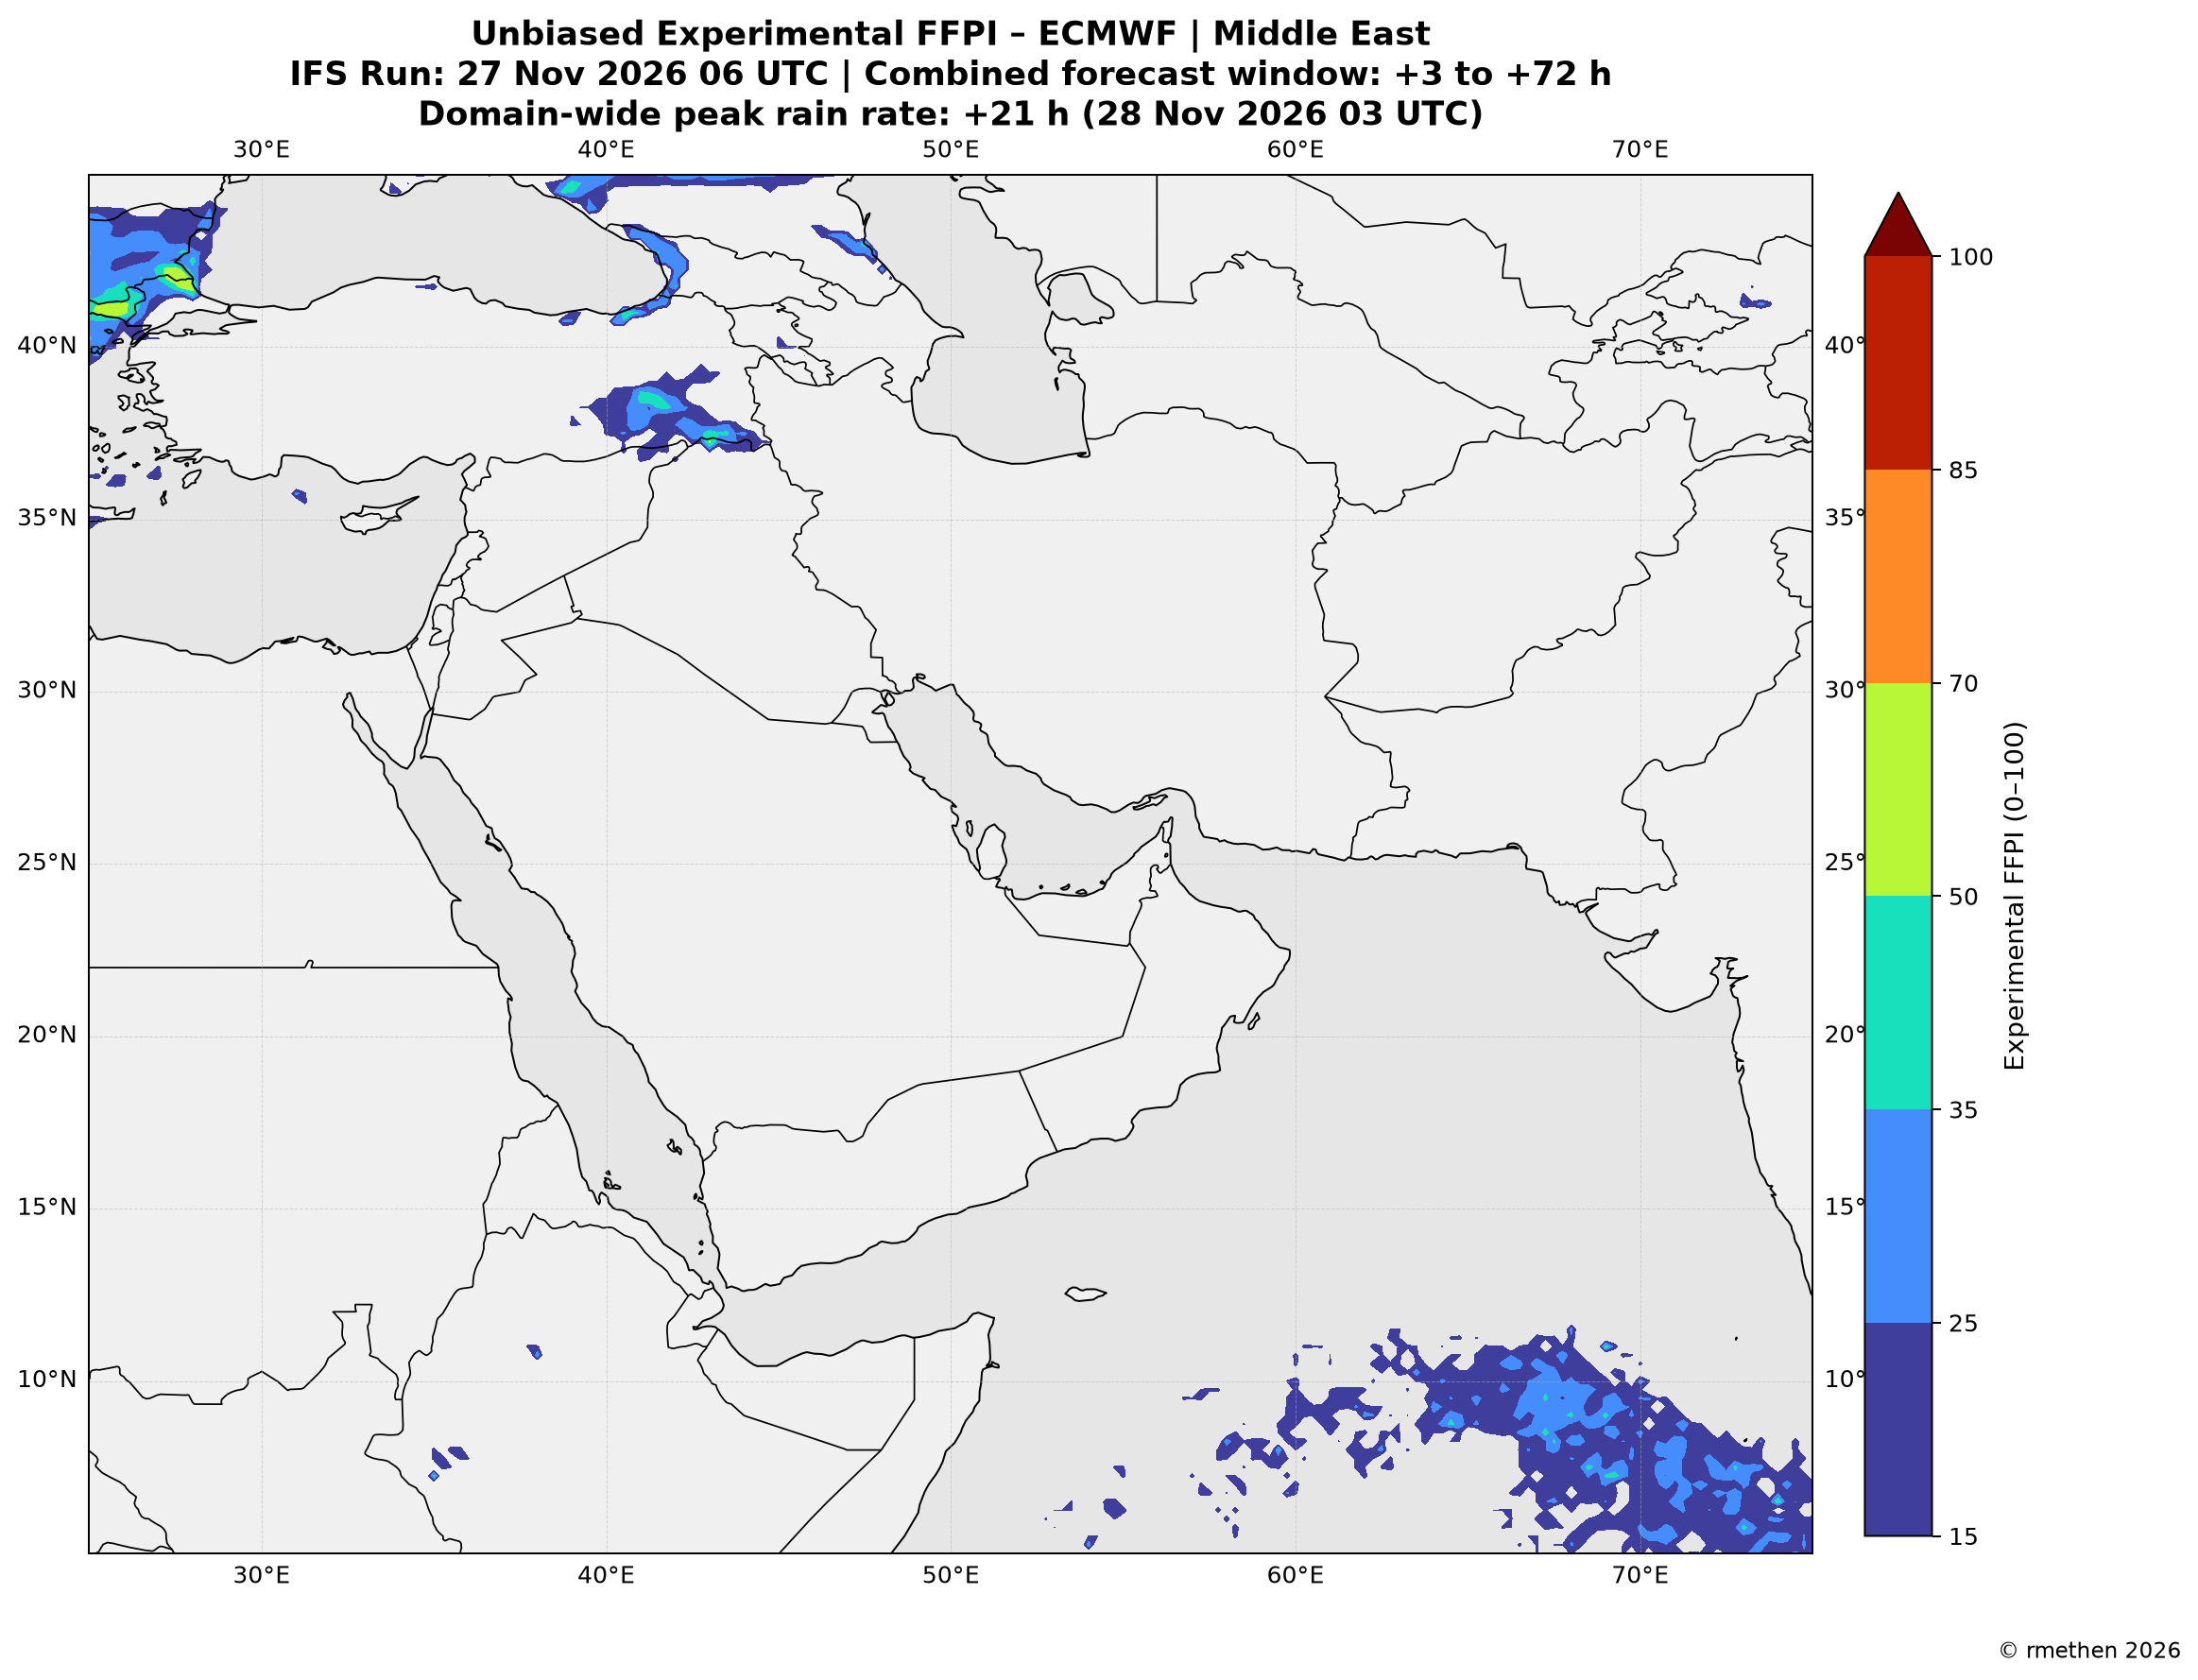 Unbiased Experimental FFPI – ECMWF | Middle East
IFS Run: 27 Nov 2026 06 UTC | Combined forecast window: +3 to +72 h
Domain-wide peak rain rate: +21 h (28 Nov 2026 03 UTC)
30°E 40°E 50°E 60°E 70°E
40°N 40°
35°N 35°
30°N 30°
25°N 25°
20°N 20°
15°N 15°
10°N 10°
30°E 40°E 50°E 60°E 70°E
100
85
70
50
35
25
15
Experimental FFPI (0–100)
© rmethen 2026